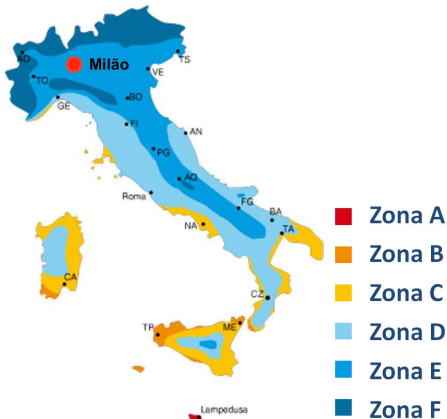 TS
AO
Milão
VE
TO
BO
GE
FI
AN
PG
AQ
Roma
FG
BA
NA
TA
CA
CZ
TP
ME
Lampedusa
Zona A
Zona B
Zona C
Zona D
Zona E
Zona F